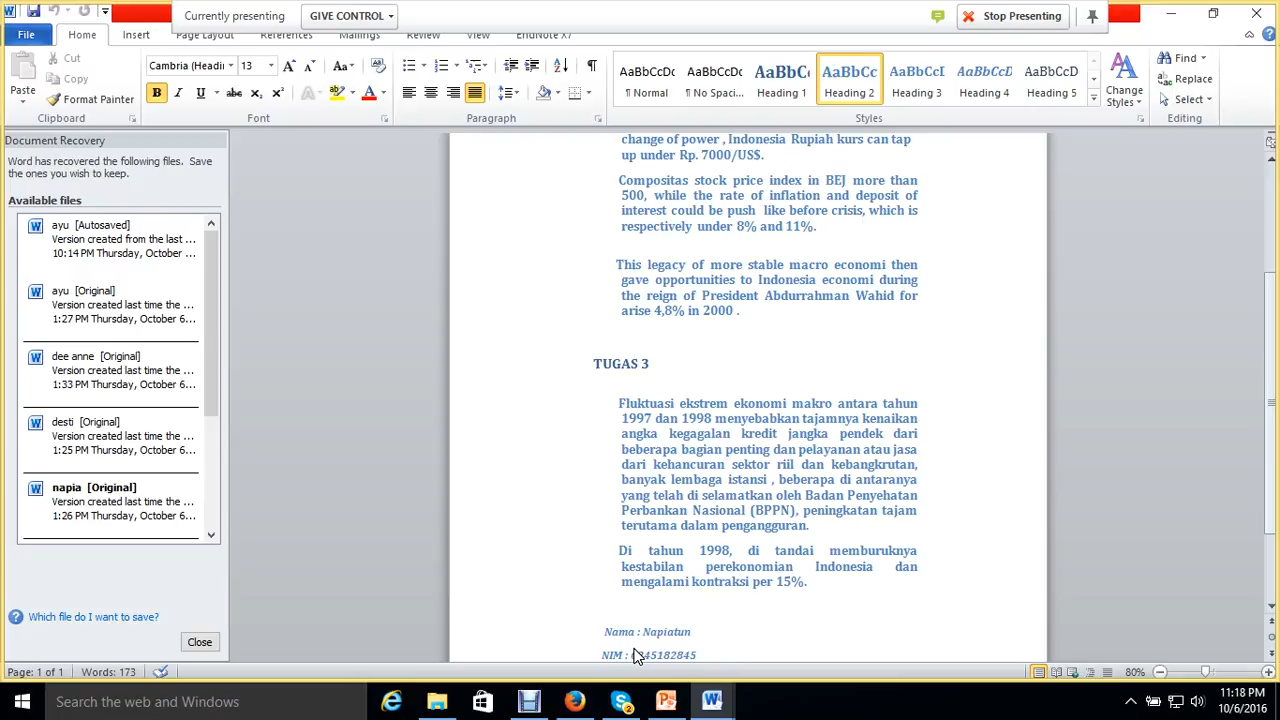 Currently presenting
GIVE CONTROL
Stop Presenting
File Home Insert Page Layout References Mailings Review View EndNote X7
Paste
Cut
Copy
Format Painter
Clipboard
Cambria (Headi 13
Font
Paragraph
AaBbCcDc AaBbCcDc AaBbC AaBbCc AaBbCcI AaBbCcD AaBbCcD
¶ Normal ¶ No Spaci... Heading 1 Heading 2 Heading 3 Heading 4 Heading 5
Change
Styles
Styles
Find
Replace
Select
Editing
Document Recovery
Word has recovered the following files. Save
the ones you wish to keep.
Available files
ayu [Autosaved]
Version created from the last ...
10:14 PM Thursday, October ...
ayu [Original]
Version created last time the ...
1:27 PM Thursday, October 6...
dee anne [Original]
Version created last time the ...
1:33 PM Thursday, October 6...
desti [Original]
Version created last time the ...
1:25 PM Thursday, October 6...
napia [Original]
Version created last time the ...
1:26 PM Thursday, October 6...
Which file do I want to save?
Close
change of power , Indonesia Rupiah kurs can tap
up under Rp. 7000/US$.
Compositas stock price index in BEJ more than
500, while the rate of inflation and deposit of
interest could be push like before crisis, which is
respectively under 8% and 11%.
This legacy of more stable macro economi then
gave opportunities to Indonesia economi during
the reign of President Abdurrahman Wahid for
arise 4,8% in 2000 .
TUGAS 3
Fluktuasi ekstrem ekonomi makro antara tahun
1997 dan 1998 menyebabkan tajamnya kenaikan
angka kegagalan kredit jangka pendek dari
beberapa bagian penting dan pelayanan atau jasa
dari kehancuran sektor riil dan kebangkrutan,
banyak lembaga istansi , beberapa di antaranya
yang telah di selamatkan oleh Badan Penyehatan
Perbankan Nasional (BPPN), peningkatan tajam
terutama dalam pengangguran.
Di tahun 1998, di tandai memburuknya
kestabilan perekonomian Indonesia dan
mengalami kontraksi per 15%.
Nama : Napiatun
NIM :
Page: 1 of 1 Words: 173
80%
Search the web and Windows
11:18 PM
10/6/2016